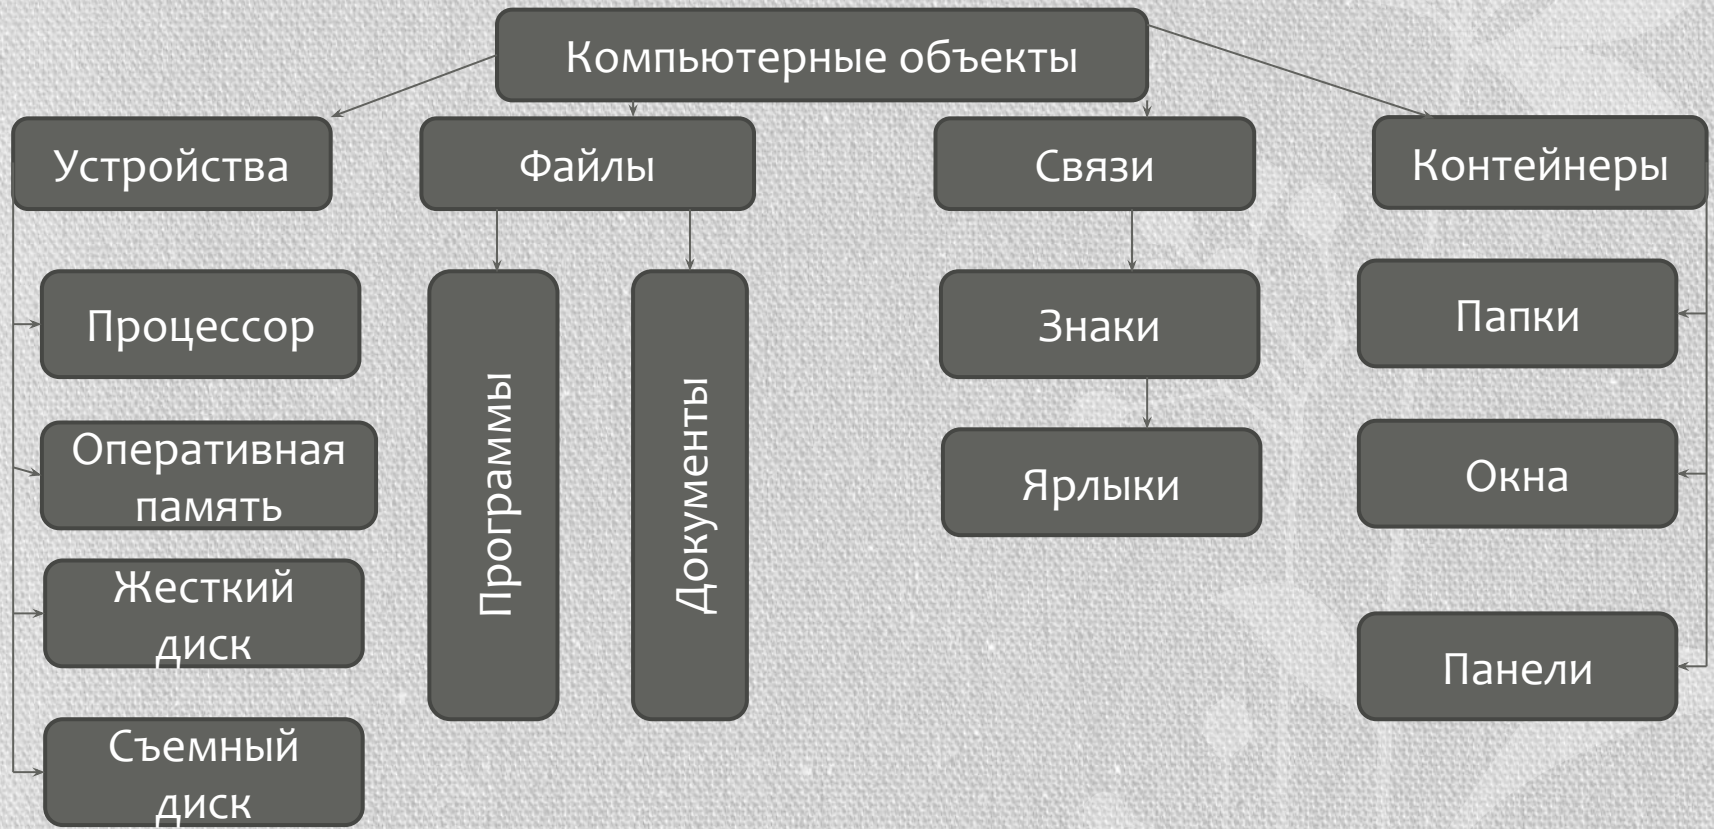 Компьютерные объекты
Устройства
Файлы
Связи
Контейнеры
Процессор
Оперативная
память
Жесткий
диск
Съемный
диск
Программы
Документы
Знаки
Ярлыки
Папки
Окна
Панели